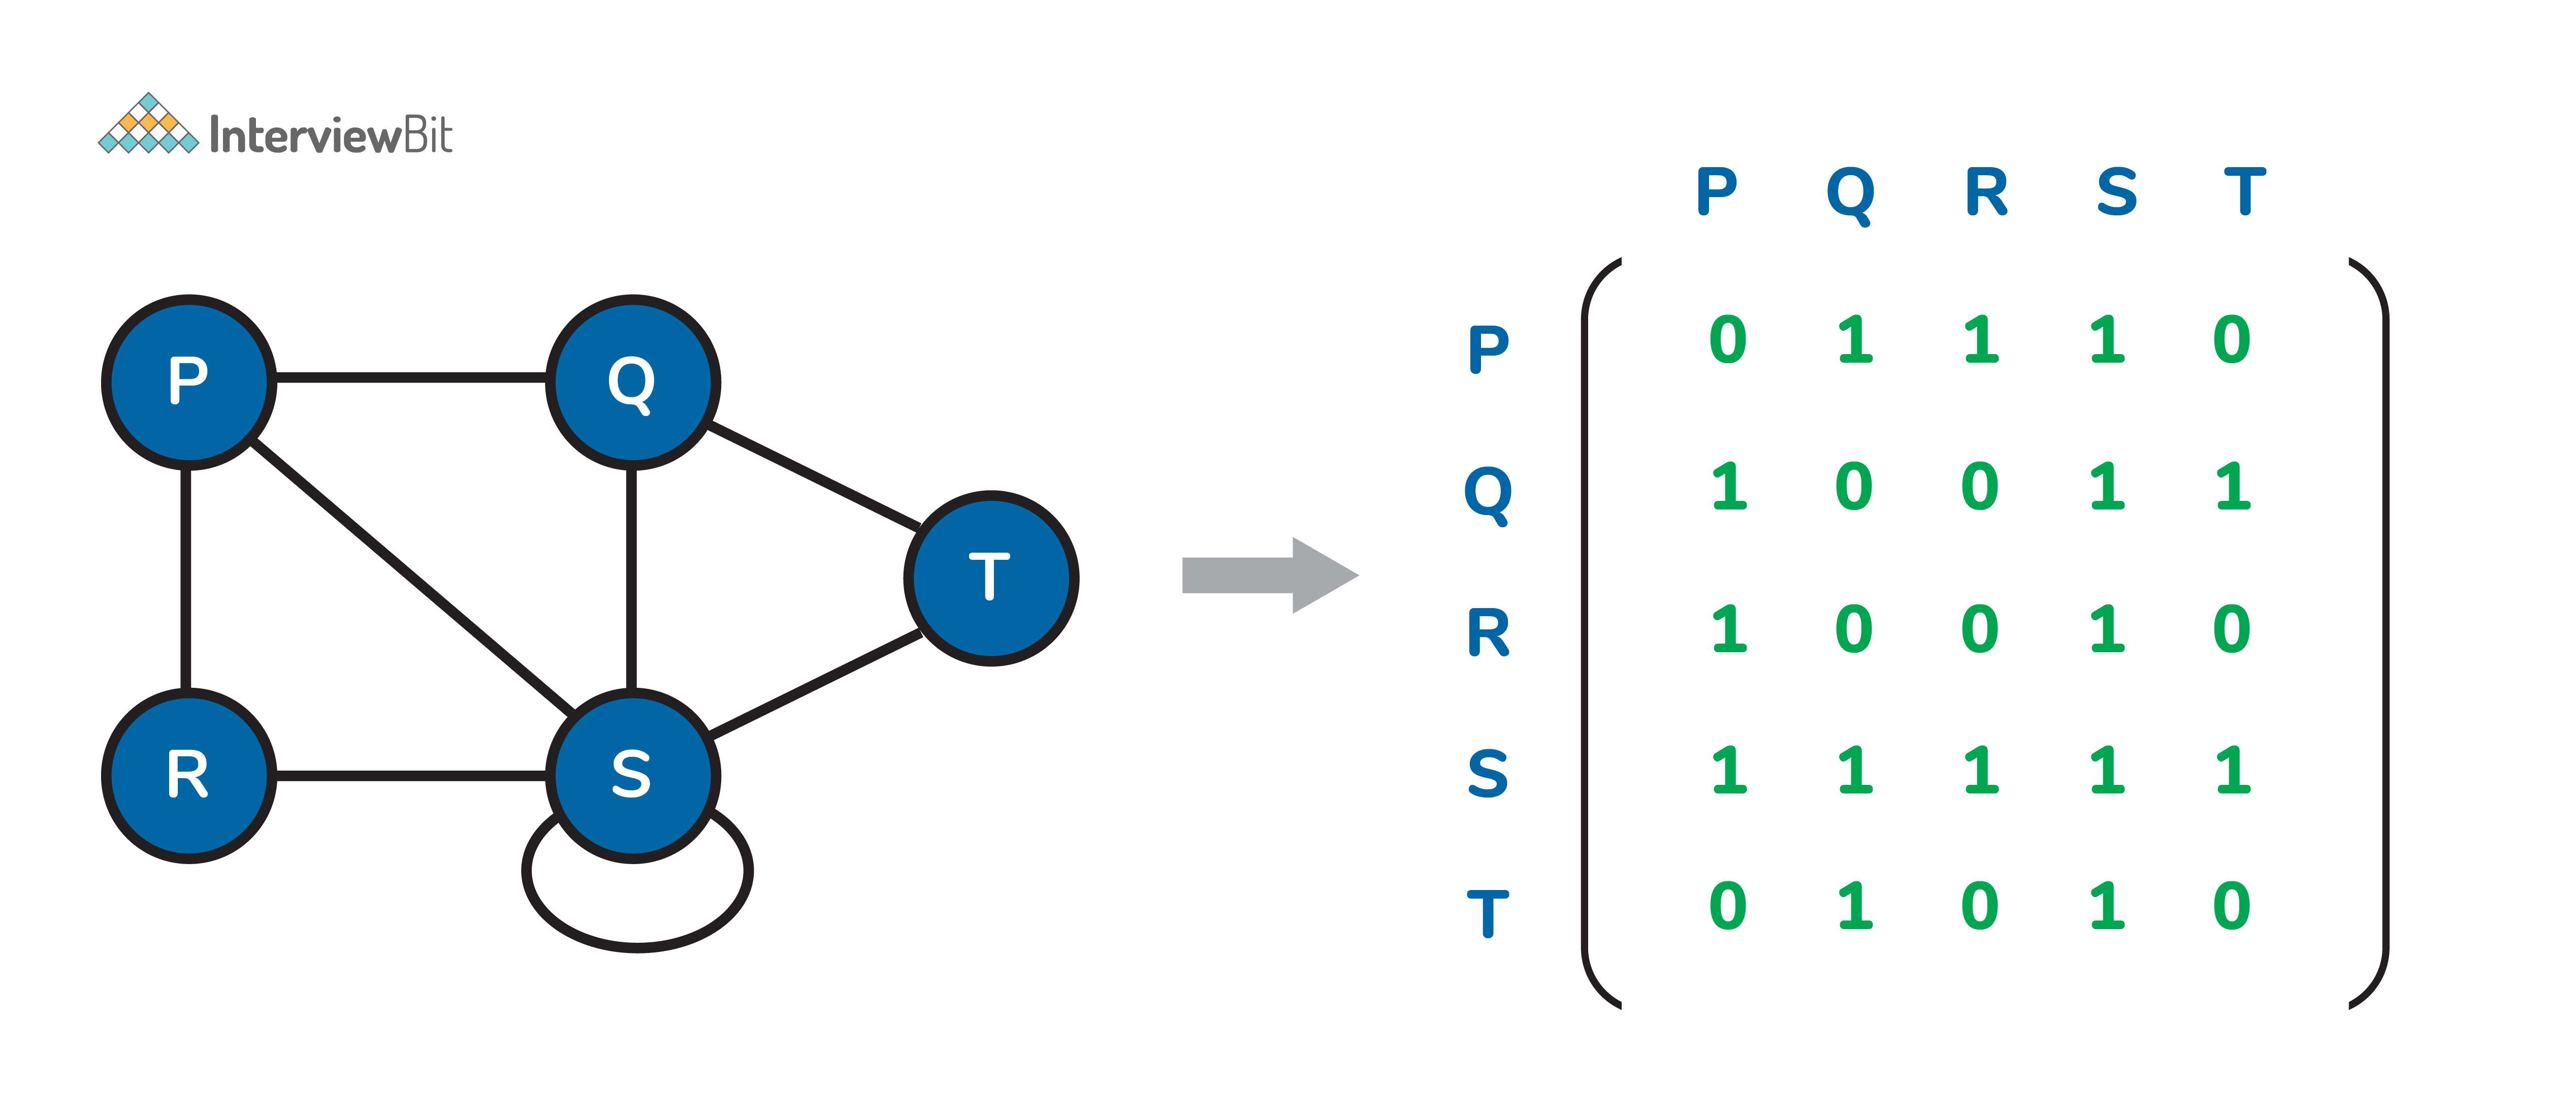 InterviewBit
P Q R S T
P 0 1 1 1 0
Q 1 0 0 1 1
R 1 0 0 1 0
S 1 1 1 1 1
T 0 1 0 1 0
P Q
T
R S